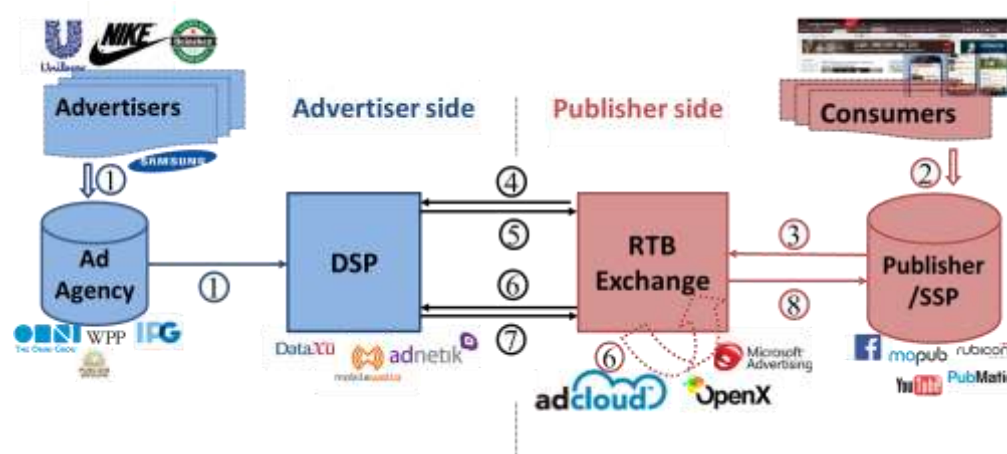 Unilever
NIKE
Heineken
Advertisers
Advertiser side
Publisher side
Consumers
SAMSUNG
①
④
②
⑤
③
Ad
Agency
①
DSP
RTB
Exchange
Publisher
/SSP
⑥
⑧
⑦
⑥
WPP
IPG
DataXu
adnetik
Microsoft
Advertising
adcloud
OpenX
mopub
rubicon
YouTube
PubMatic